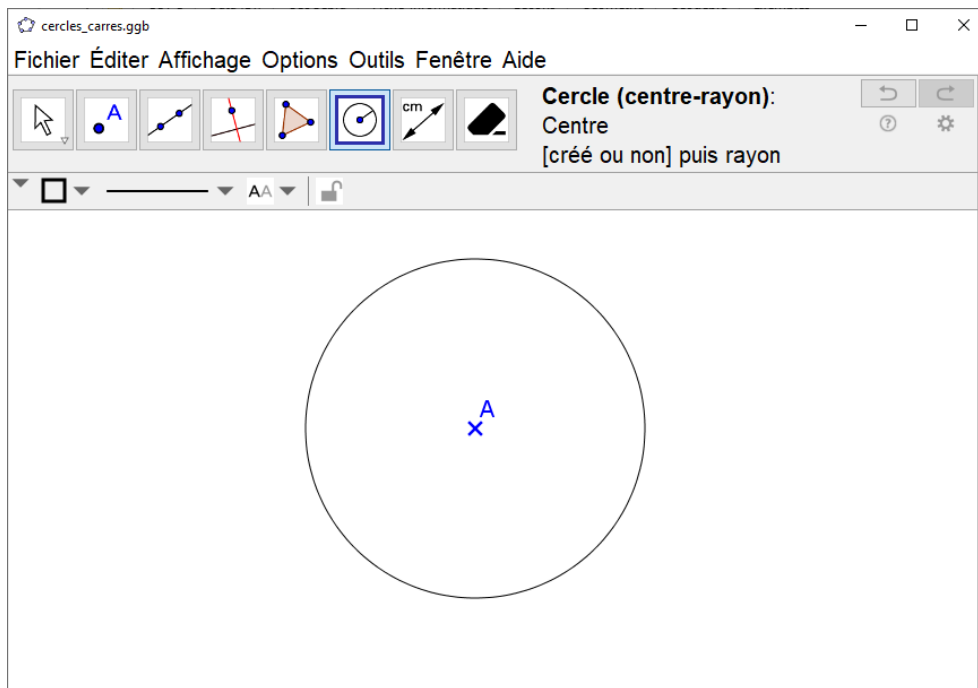 cercles_carres.ggb
Fichier Éditer Affichage Options Outils Fenêtre Aide
A
cm
Cercle (centre-rayon):
Centre
[créé ou non] puis rayon
AA
A